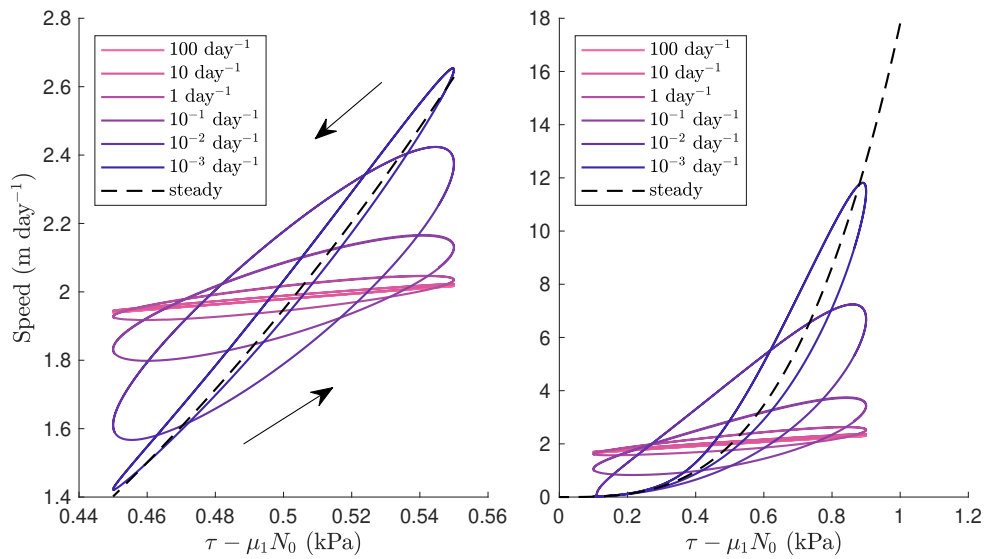 Speed (m day⁻¹)
2.8
2.6
2.4
2.2
2
1.8
1.6
1.4
100 day⁻¹
10 day⁻¹
1 day⁻¹
10⁻¹ day⁻¹
10⁻² day⁻¹
10⁻³ day⁻¹
steady
0.44 0.46 0.48 0.5 0.52 0.54 0.56
τ − μ₁N₀ (kPa)
18
16
14
12
10
8
6
4
2
0
100 day⁻¹
10 day⁻¹
1 day⁻¹
10⁻¹ day⁻¹
10⁻² day⁻¹
10⁻³ day⁻¹
steady
0 0.2 0.4 0.6 0.8 1 1.2
τ − μ₁N₀ (kPa)